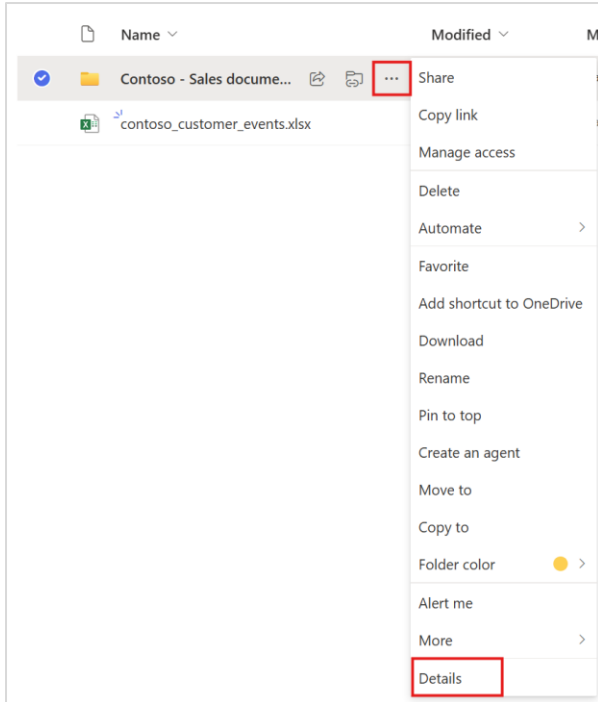 Name Modified M
Contoso - Sales docume... ... Share
Copy link
contoso_customer_events.xlsx
Manage access
Delete
Automate
Favorite
Add shortcut to OneDrive
Download
Rename
Pin to top
Create an agent
Move to
Copy to
Folder color
Alert me
More
Details